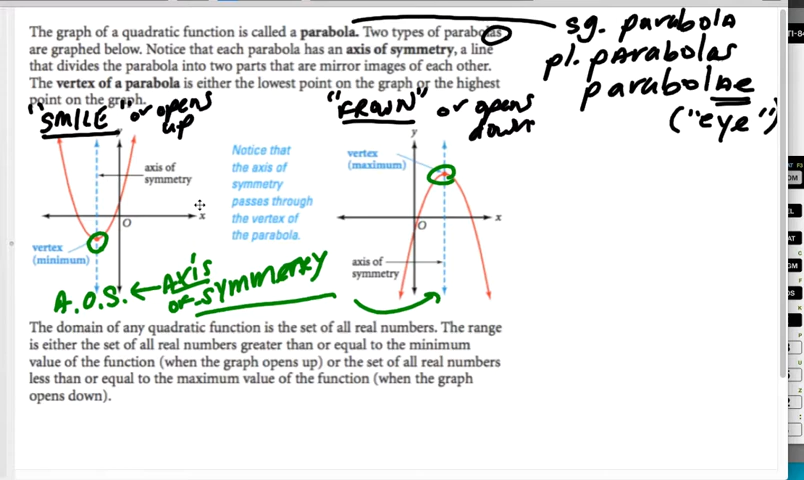 The graph of a quadratic function is called a parabola. Two types of parabolas
are graphed below. Notice that each parabola has an axis of symmetry, a line
that divides the parabola into two parts that are mirror images of each other.
The vertex of a parabola is either the lowest point on the graph or the highest
point on the graph.
sg. parabola
pl. parabolas
parabolae
("eye")
"SMILE" or opens
up
"FROWN" or opens
down
y
axis of
symmetry
x
O
vertex
(minimum)
Notice that
the axis of
symmetry
passes through
the vertex of
the parabola.
vertex
(maximum)
y
O
x
axis of
symmetry
A.O.S. ← Axis
of symmetry
The domain of any quadratic function is the set of all real numbers. The range
is either the set of all real numbers greater than or equal to the minimum
value of the function (when the graph opens up) or the set of all real numbers
less than or equal to the maximum value of the function (when the graph
opens down).
TI-84